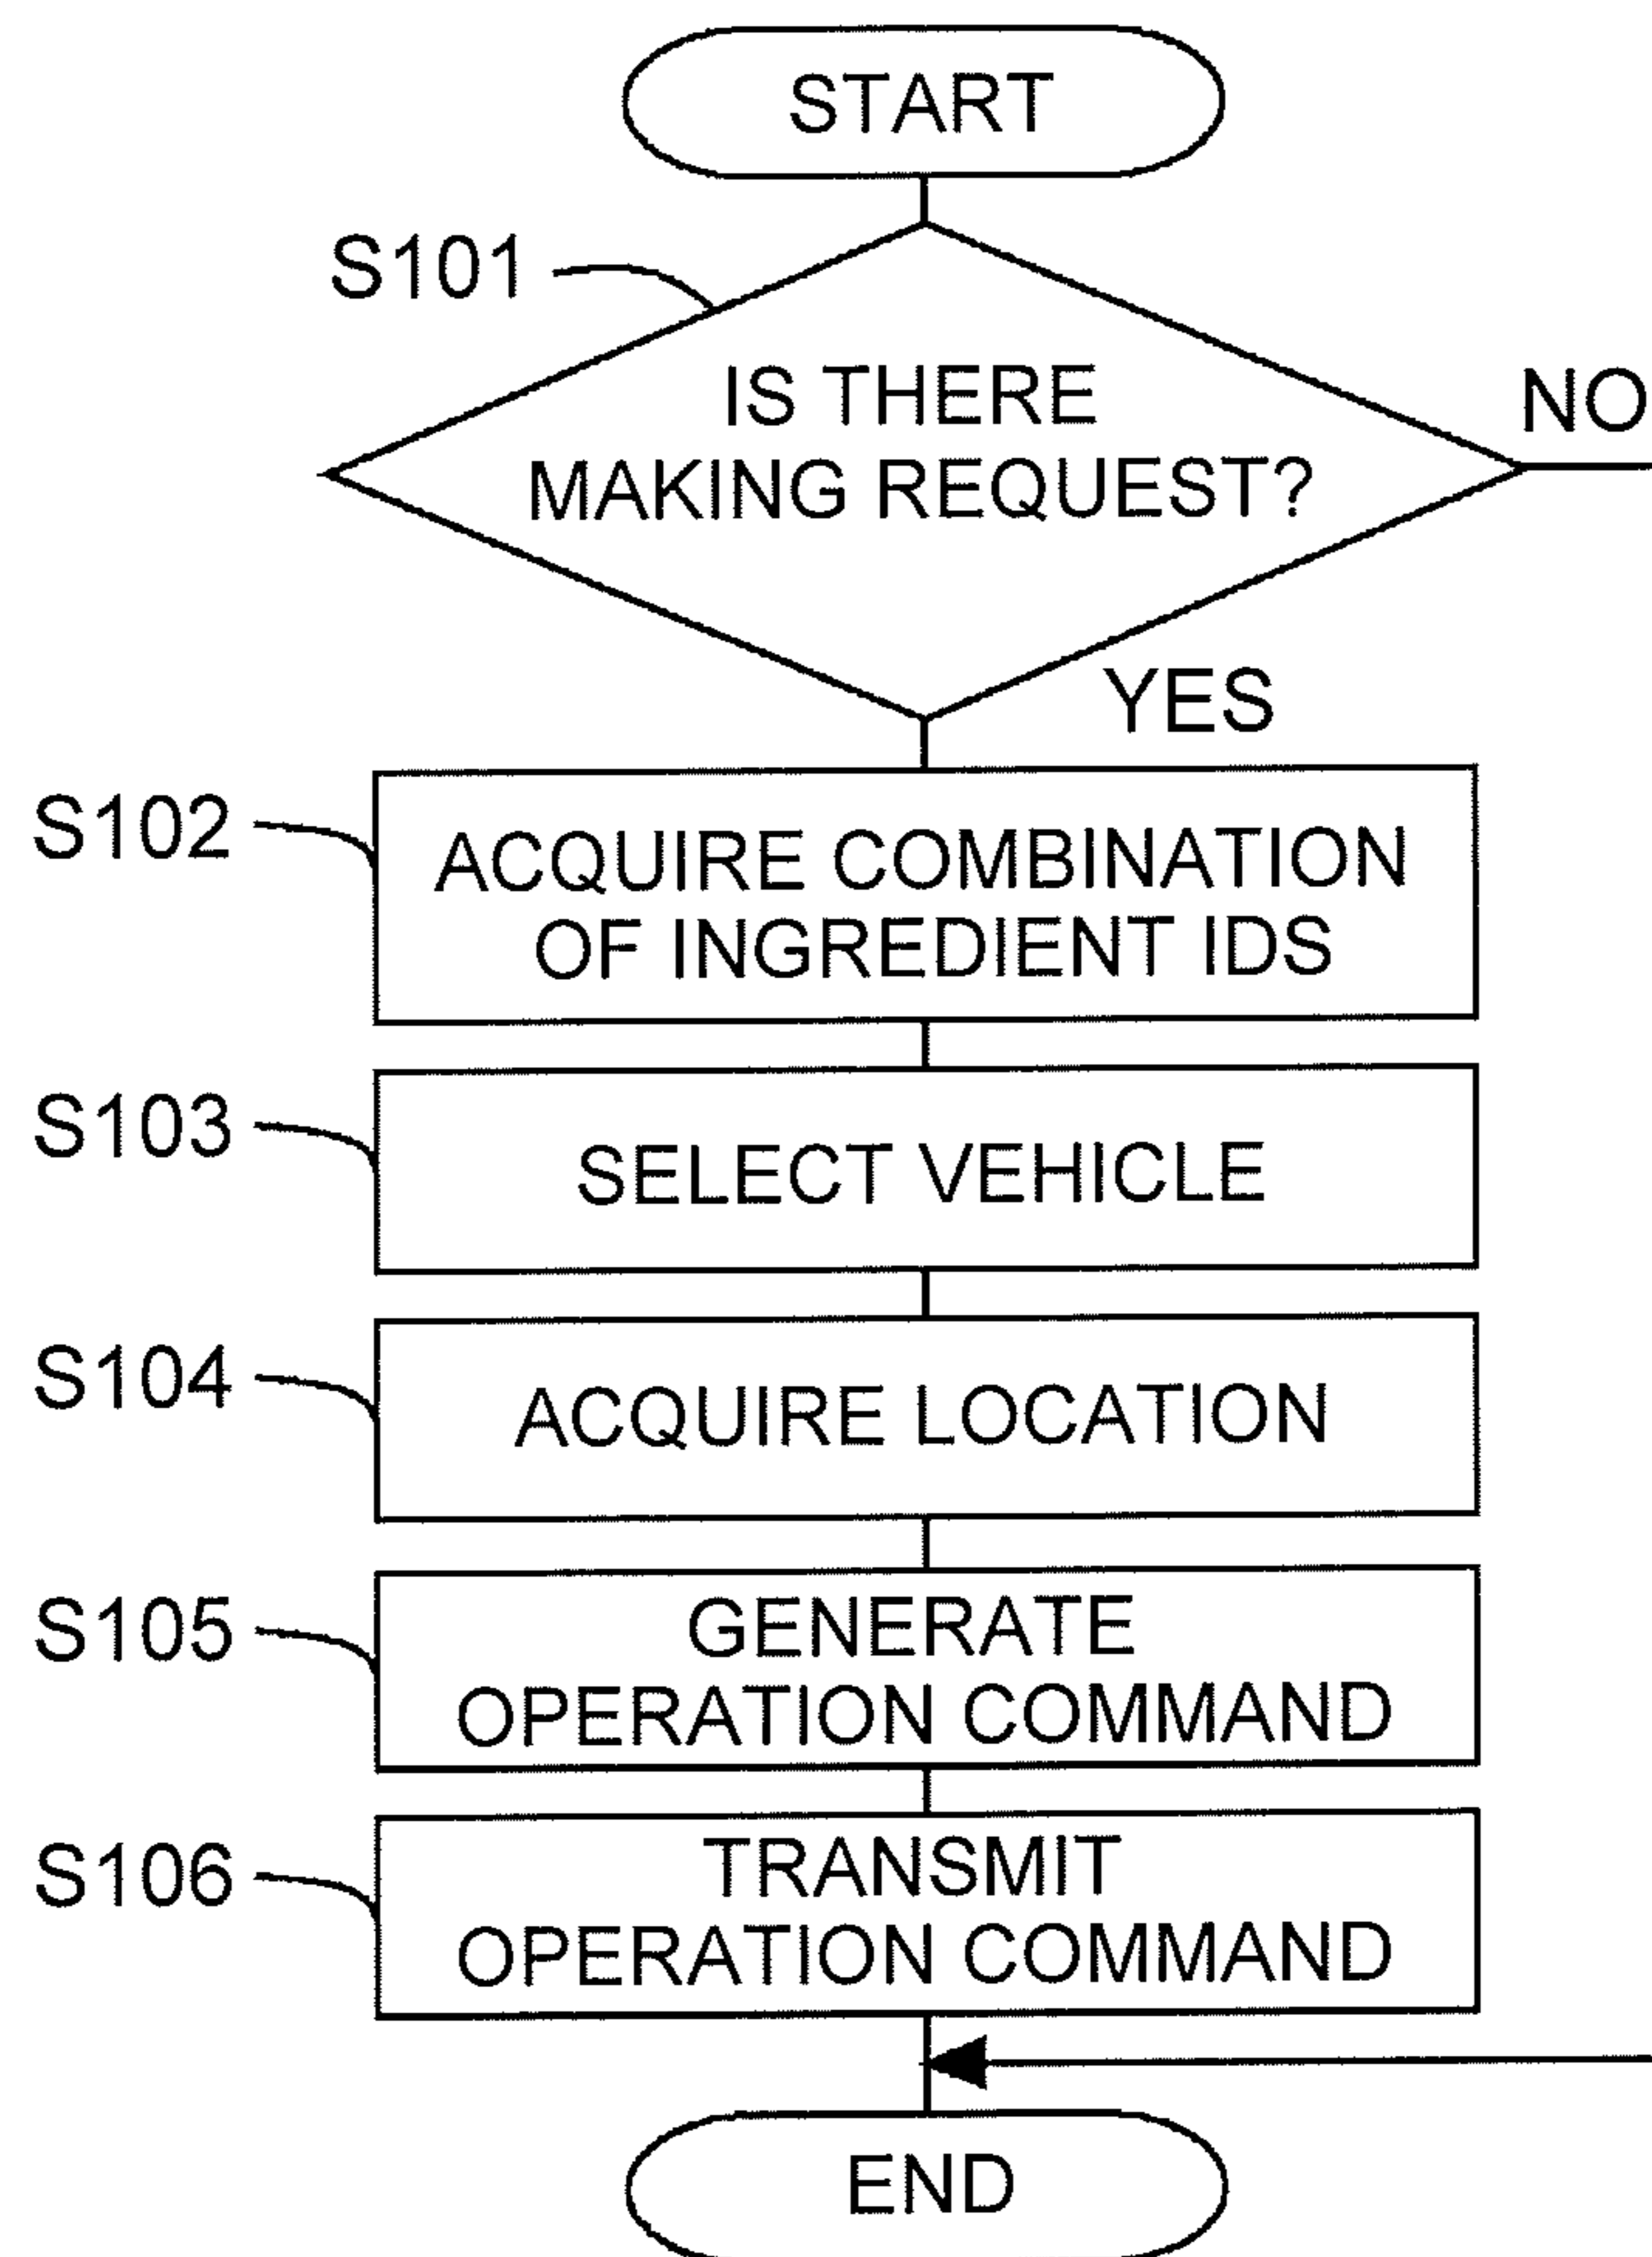 START
S101
IS THERE
MAKING REQUEST?
NO
YES
S102
ACQUIRE COMBINATION
OF INGREDIENT IDS
S103
SELECT VEHICLE
S104
ACQUIRE LOCATION
S105
GENERATE
OPERATION COMMAND
S106
TRANSMIT
OPERATION COMMAND
END